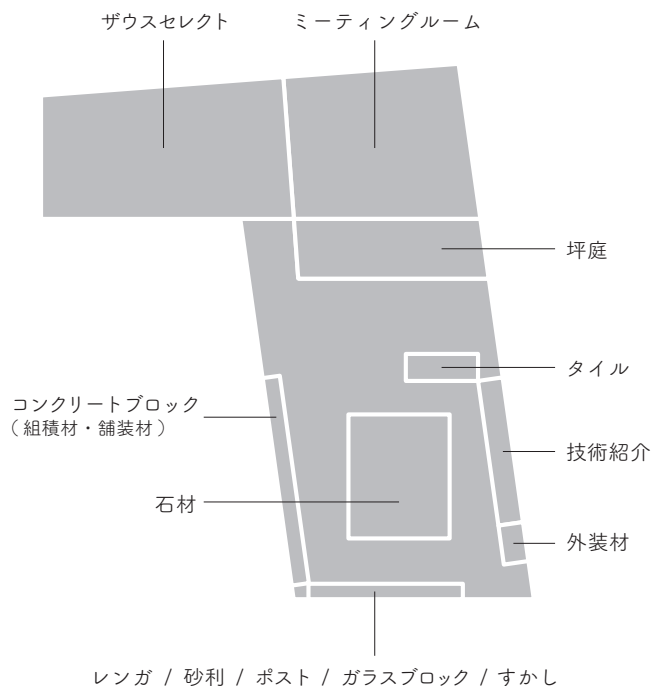 ザウスセレクト
ミーティングルーム
坪庭
タイル
コンクリートブロック
（組積材・舗装材）
技術紹介
石材
外装材
レンガ / 砂利 / ポスト / ガラスブロック / すかし